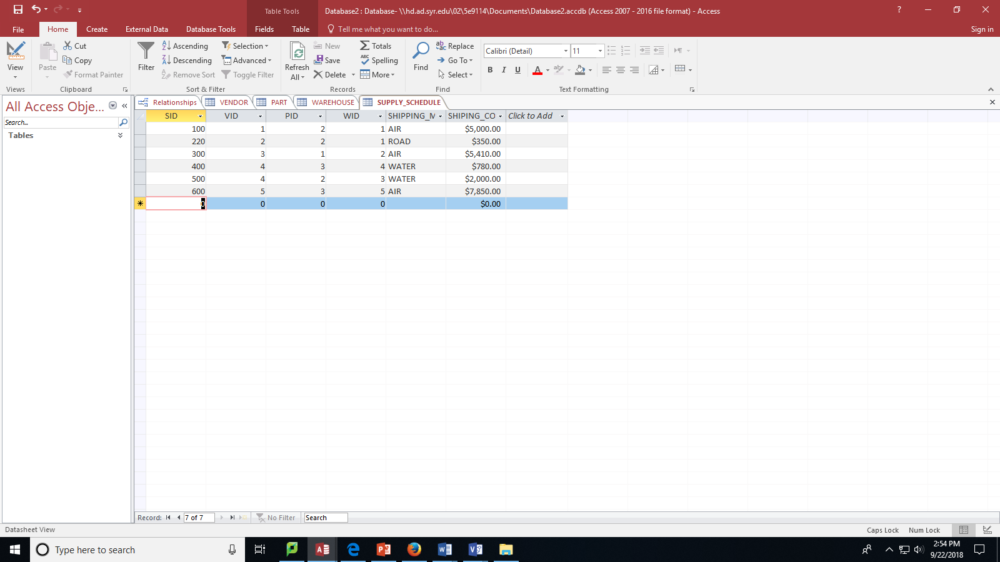 Table Tools
Database2 : Database- \\hd.ad.syr.edu\02\5e9114\Documents\Database2.accdb (Access 2007 - 2016 file format) - Access
?
File Home Create External Data Database Tools Fields Table Tell me what you want to do... Sign in
View
Views
Paste
Cut
Copy
Format Painter
Clipboard
Filter
Ascending
Descending
Remove Sort
Selection
Advanced
Toggle Filter
Sort & Filter
Refresh
All
New
Save
Delete
Totals
Spelling
More
Records
Find
Replace
Go To
Select
Find
Calibri (Detail) 11
B I U A
Text Formatting
All Access Obje... «
Search...
Tables
Relationships VENDOR PART WAREHOUSE SUPPLY_SCHEDULE
SID VID PID WID SHIPPING_M SHIPING_CO Click to Add
100 1 2 1 AIR $5,000.00
220 2 2 1 ROAD $350.00
300 3 1 2 AIR $5,410.00
400 4 3 4 WATER $780.00
500 4 2 3 WATER $2,000.00
600 5 3 5 AIR $7,850.00
0 0 0 0 $0.00
Record: 7 of 7 No Filter Search
Datasheet View Caps Lock Num Lock
Type here to search
2:54 PM
9/22/2018